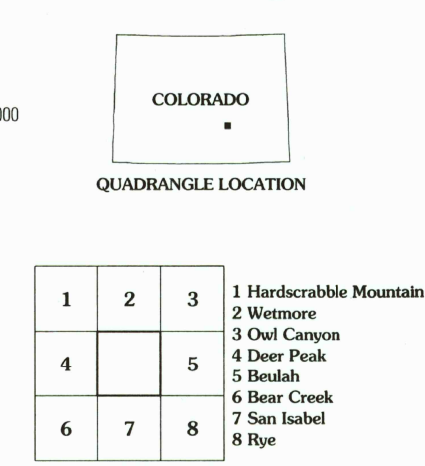 000
COLORADO
QUADRANGLE LOCATION
1 2 3
4 5
6 7 8
1 Hardscrabble Mountain
2 Wetmore
3 Owl Canyon
4 Deer Peak
5 Beulah
6 Bear Creek
7 San Isabel
8 Rye